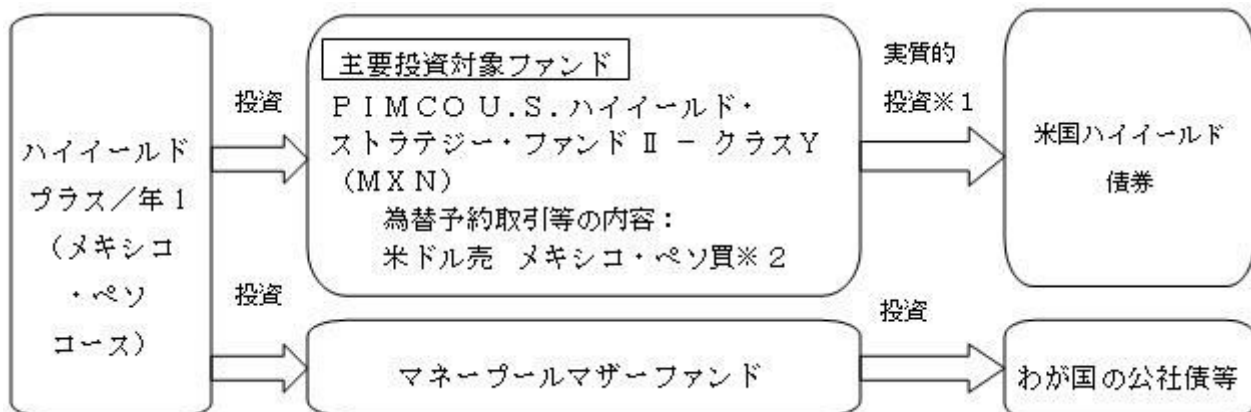 ハイイールド
プラス／年１
（メキシコ
・ペソ
コース）
投資
投資
主要投資対象ファンド
ＰＩＭＣＯ Ｕ.Ｓ.ハイイールド・
ストラテジー・ファンド Ⅱ － クラスＹ
（ＭＸＮ）
為替予約取引等の内容：
米ドル売　メキシコ・ペソ買※２
マネープールマザーファンド
実質的
投資※１
投資
米国ハイイールド
債券
わが国の公社債等